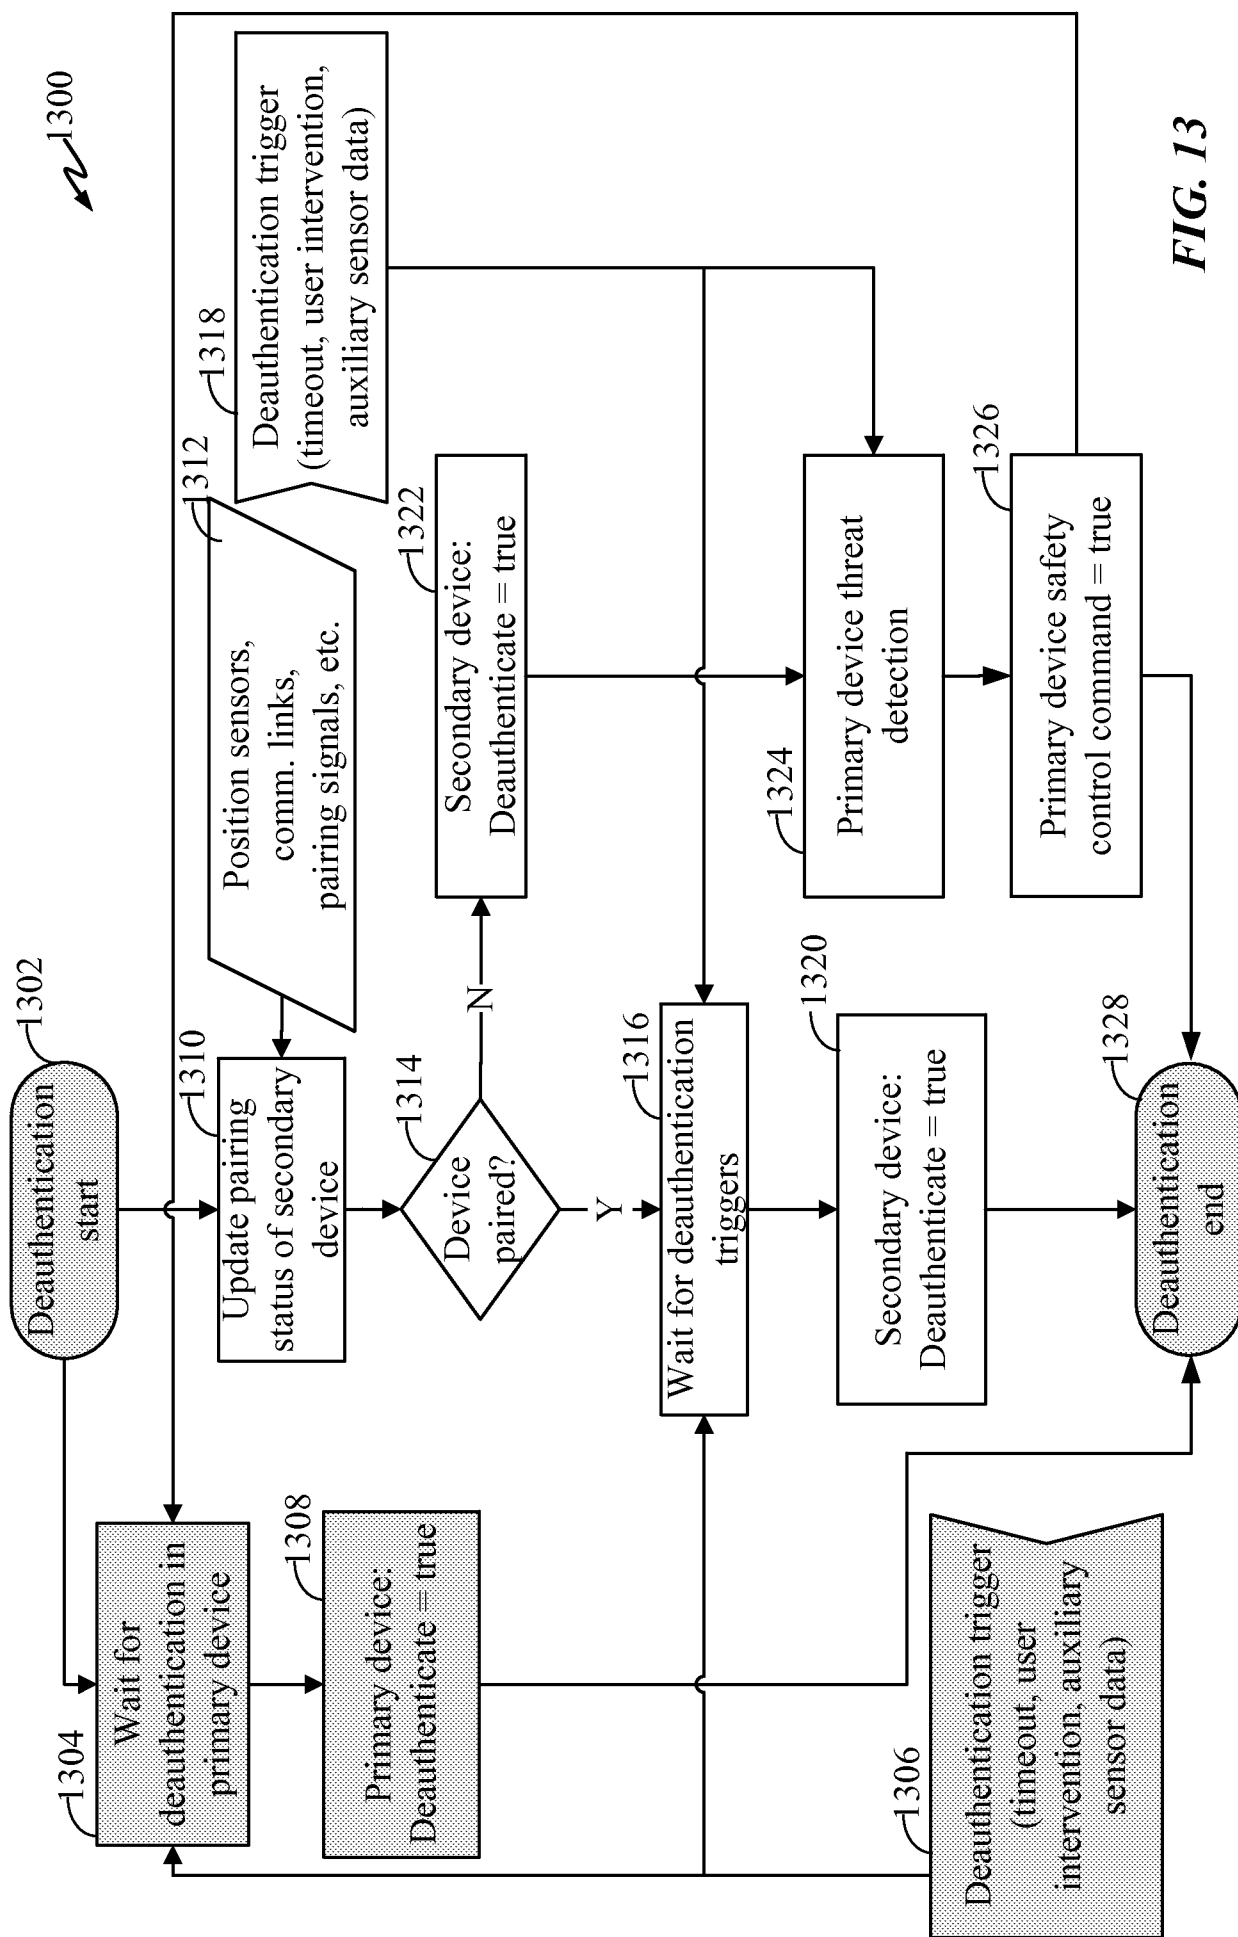 1300
Deauthentication
start
1302
1304
Wait for
deauthentication in
primary device
1310
Update pairing
status of secondary
device
1312
Position sensors,
comm. links,
pairing signals, etc.
1318
Deauthentication trigger
(timeout, user intervention,
auxiliary sensor data)
1308
Primary device:
Deauthenticate = true
1314
Device
paired?
N
Y
1322
Secondary device:
Deauthenticate = true
1316
Wait for deauthentication
triggers
1320
Secondary device:
Deauthenticate = true
1324
Primary device threat
detection
1326
Primary device safety
control command = true
1306
Deauthentication trigger
(timeout, user
intervention, auxiliary
sensor data)
1328
Deauthentication
end
FIG. 13